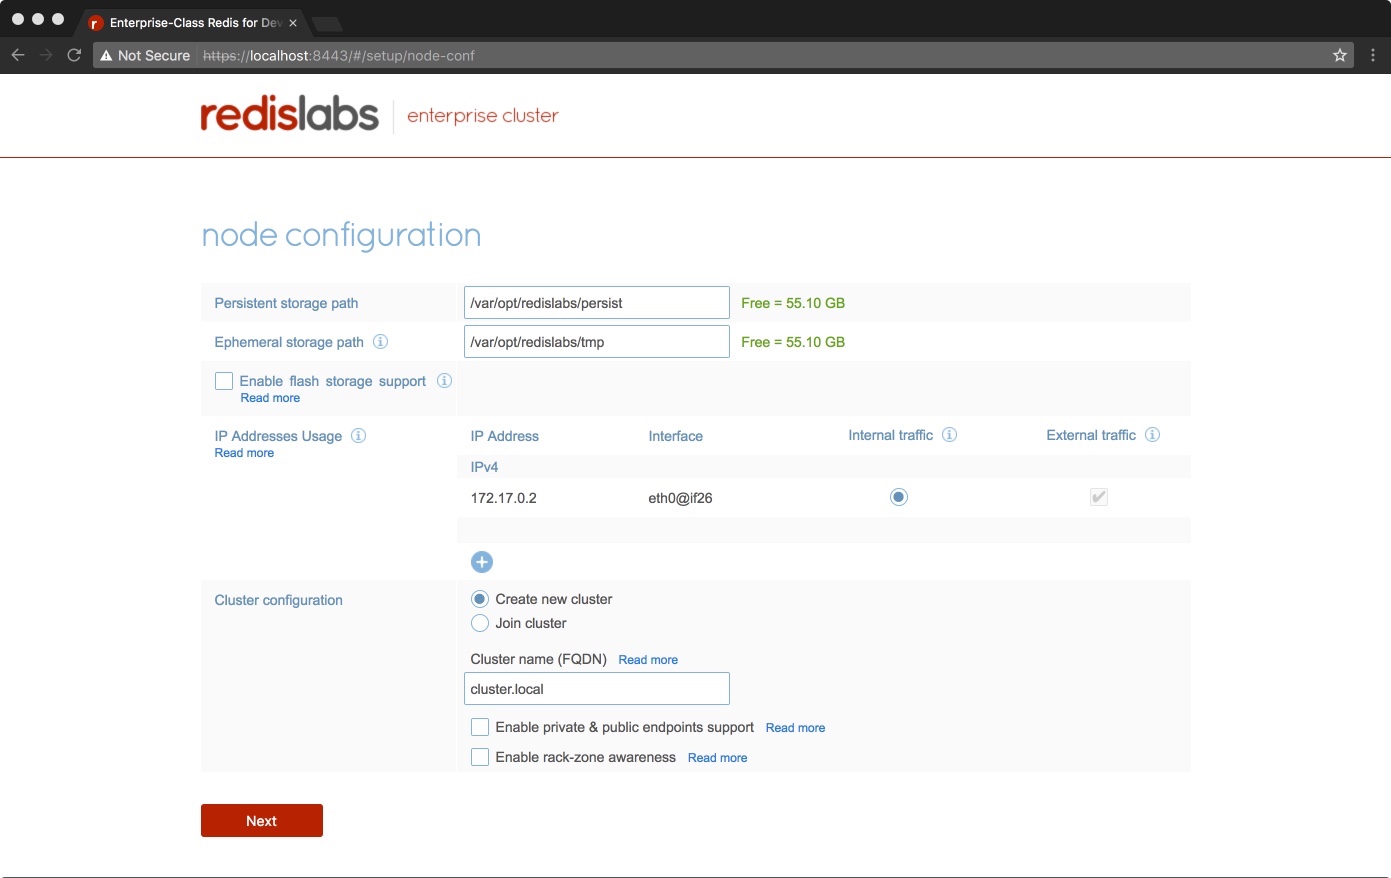 Enterprise-Class Redis for Dev
Not Secure https://localhost:8443/#/setup/node-conf
redislabs enterprise cluster
node configuration
Persistent storage path /var/opt/redislabs/persist Free = 55.10 GB
Ephemeral storage path /var/opt/redislabs/tmp Free = 55.10 GB
Enable flash storage support
Read more
IP Addresses Usage IP Address Interface Internal traffic External traffic
Read more
IPv4
172.17.0.2 eth0@if26
Cluster configuration Create new cluster
Join cluster
Cluster name (FQDN) Read more
cluster.local
Enable private & public endpoints support Read more
Enable rack-zone awareness Read more
Next